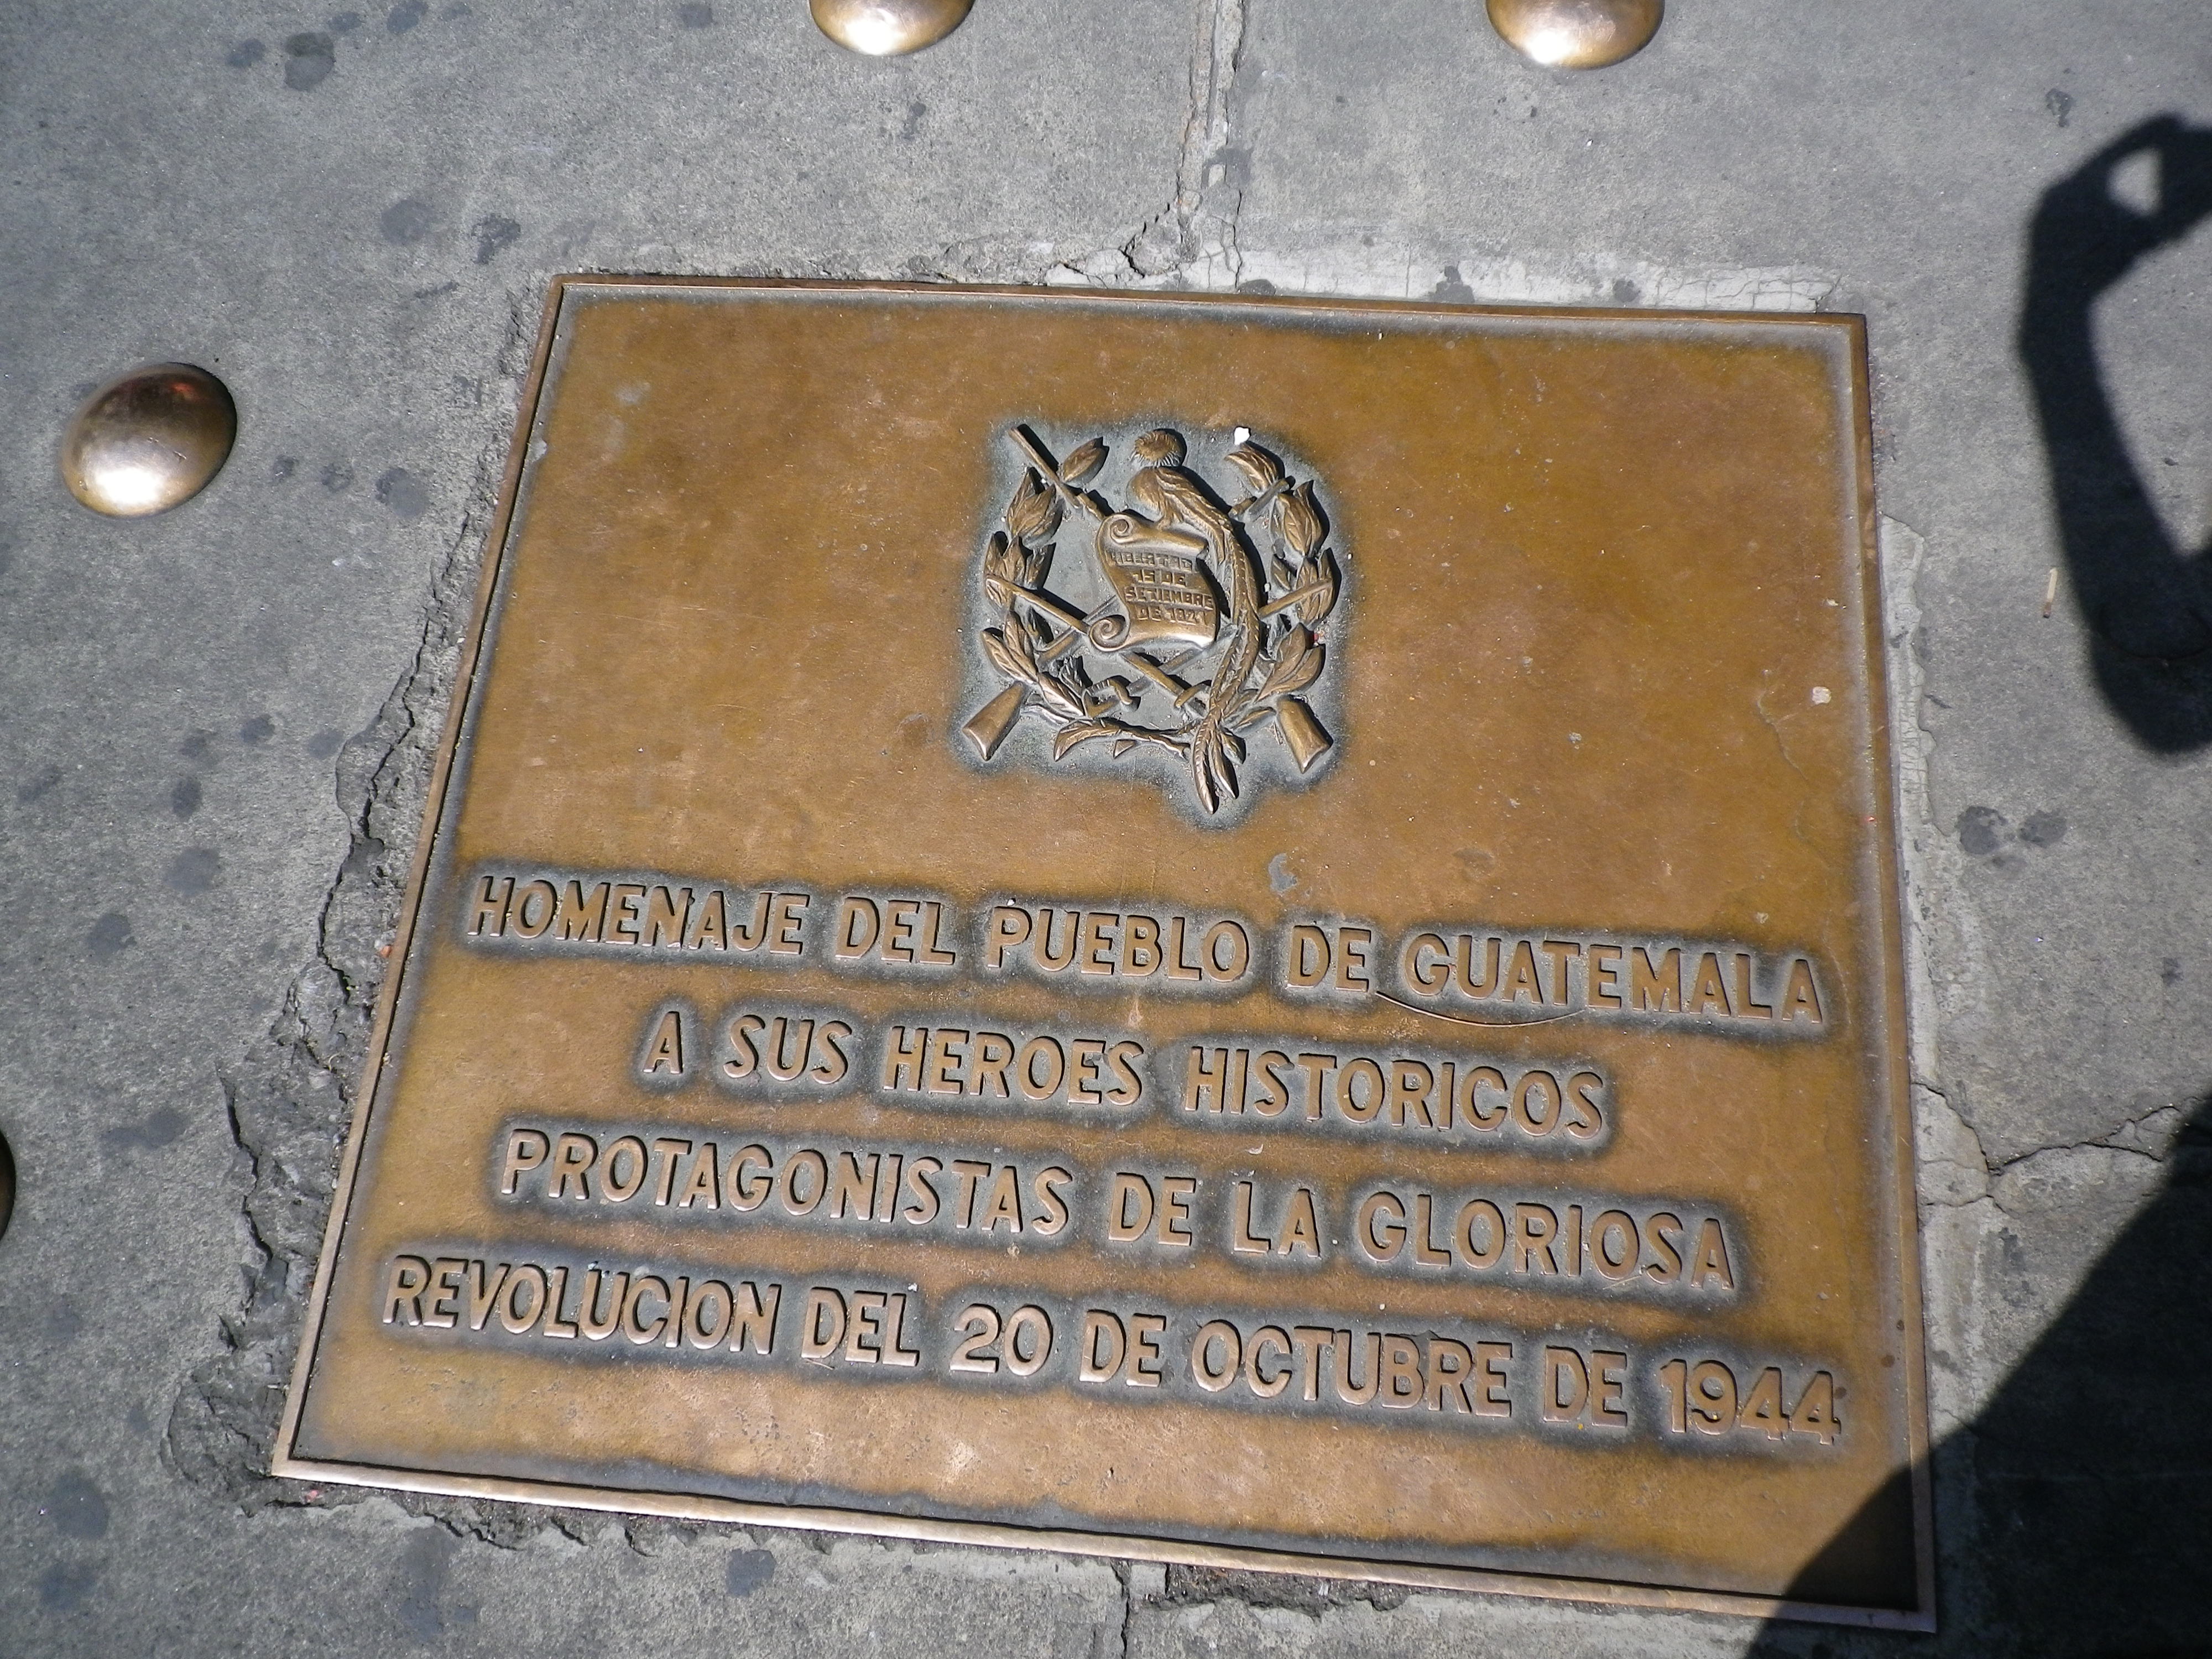 LIBERTAD
15 DE
SETIEMBRE
DE 1821
HOMENAJE DEL PUEBLO DE GUATEMALA
A SUS HEROES HISTORICOS
PROTAGONISTAS DE LA GLORIOSA
REVOLUCION DEL 20 DE OCTUBRE DE 1944